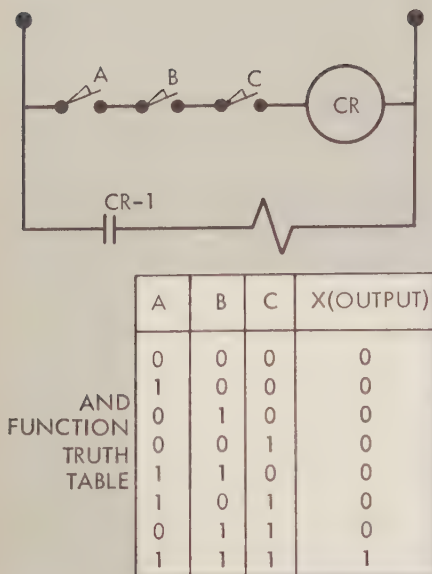 A B C
CR
CR-1
A B C X(OUTPUT)
0 0 0 0
1 0 0 0
0 1 0 0
0 0 1 0
1 1 0 0
1 0 1 0
0 1 1 0
1 1 1 1
AND
FUNCTION
TRUTH
TABLE